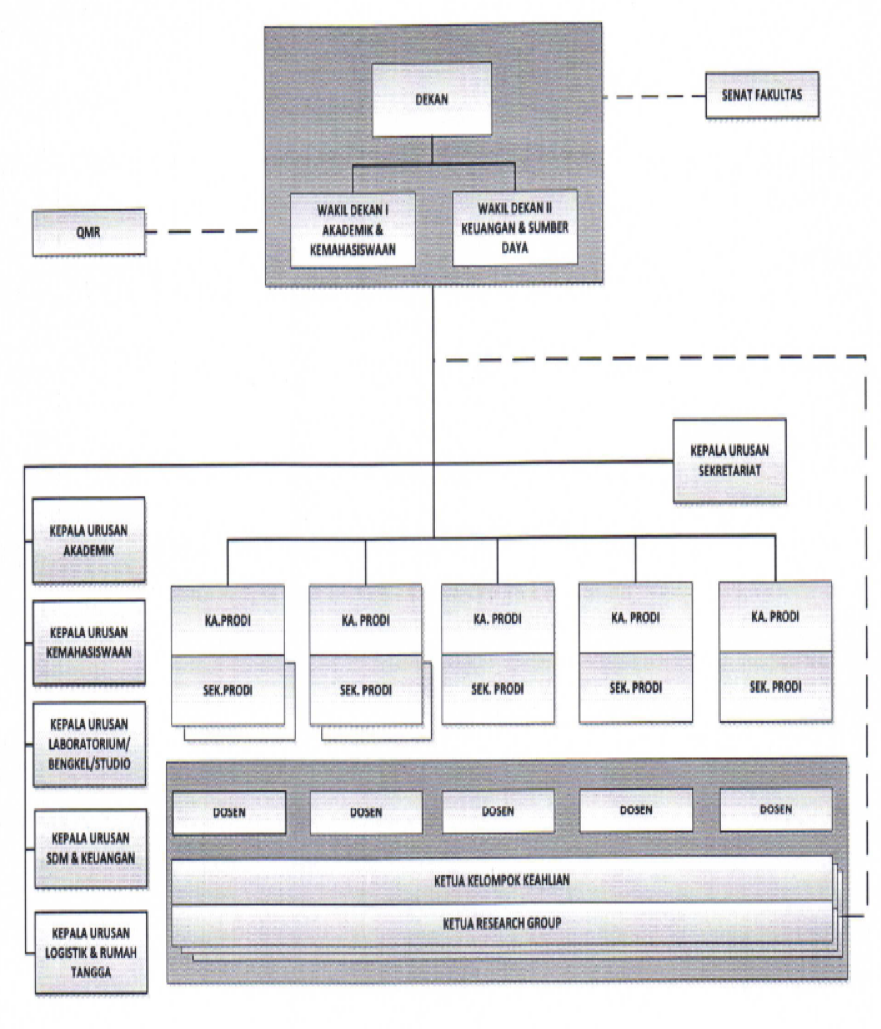 DEKAN
SENAT FAKULTAS
WAKIL DEKAN I
AKADEMIK &
KEMAHASISWAAN
WAKIL DEKAN II
KEUANGAN & SUMBER
DAYA
QMR
KEPALA URUSAN
SEKRETARIAT
KEPALA URUSAN
AKADEMIK
KEPALA URUSAN
KEMAHASISWAAN
KEPALA URUSAN
LABORATORIUM/
BENGKEL/STUDIO
KEPALA URUSAN
SDM & KEUANGAN
KEPALA URUSAN
LOGISTIK & RUMAH
TANGGA
KA.PRODI
KA. PRODI
KA. PRODI
KA. PRODI
KA. PRODI
SEK.PRODI
SEK. PRODI
SEK. PRODI
SEK. PRODI
SEK. PRODI
DOSEN
DOSEN
DOSEN
DOSEN
DOSEN
KETUA KELOMPOK KEAHLIAN
KETUA RESEARCH GROUP